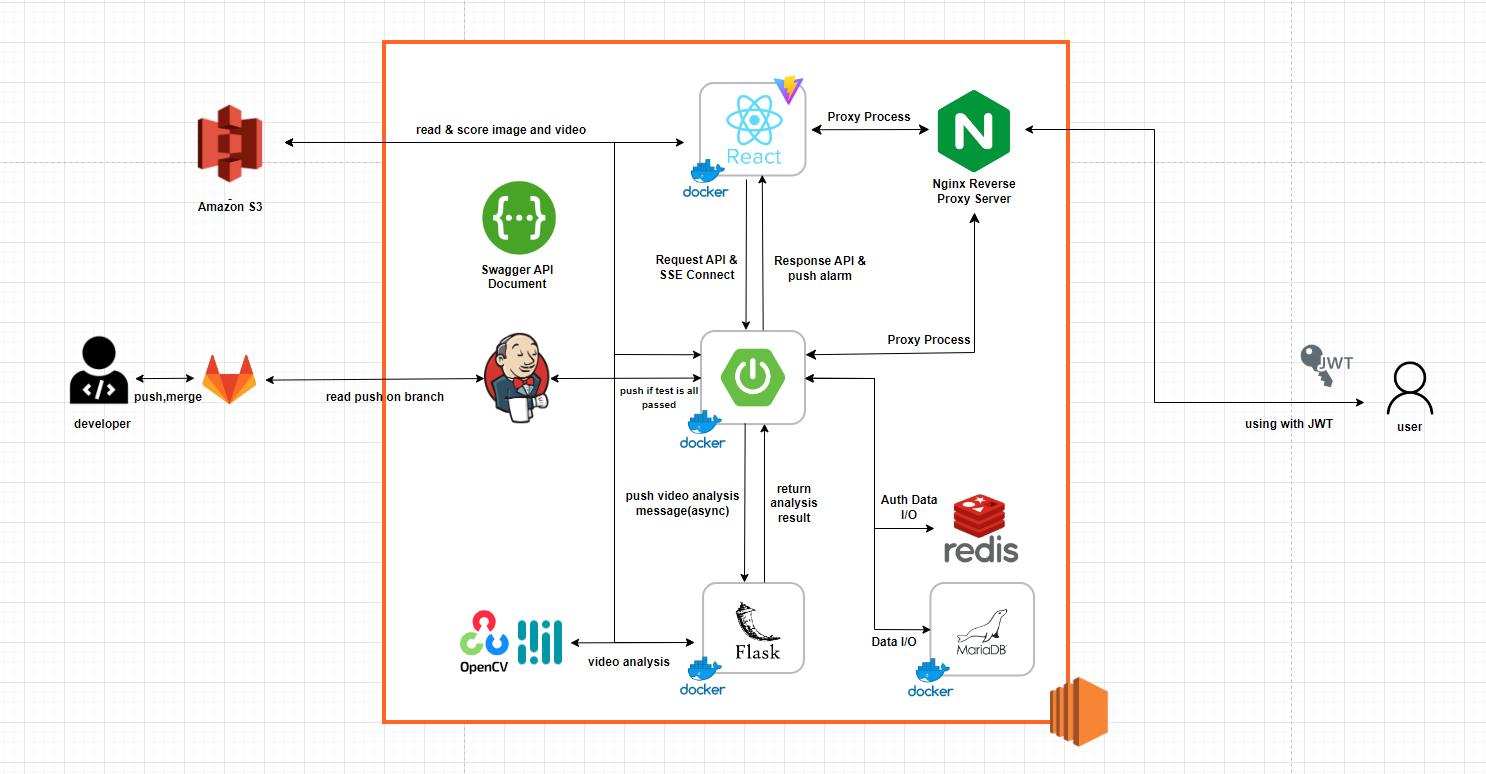 read & score image and video
React
docker
Proxy Process
N
Nginx Reverse
Proxy Server
Amazon S3
{···}
Swagger API
Document
Request API &
SSE Connect
Response API &
push alarm
Proxy Process
developer
push,merge
read push on branch
push if test is all
passed
docker
JWT
using with JWT
user
push video analysis
message(async)
return
analysis
result
Auth Data
I/O
redis
OpenCV
video analysis
Flask
docker
Data I/O
MariaDB
docker